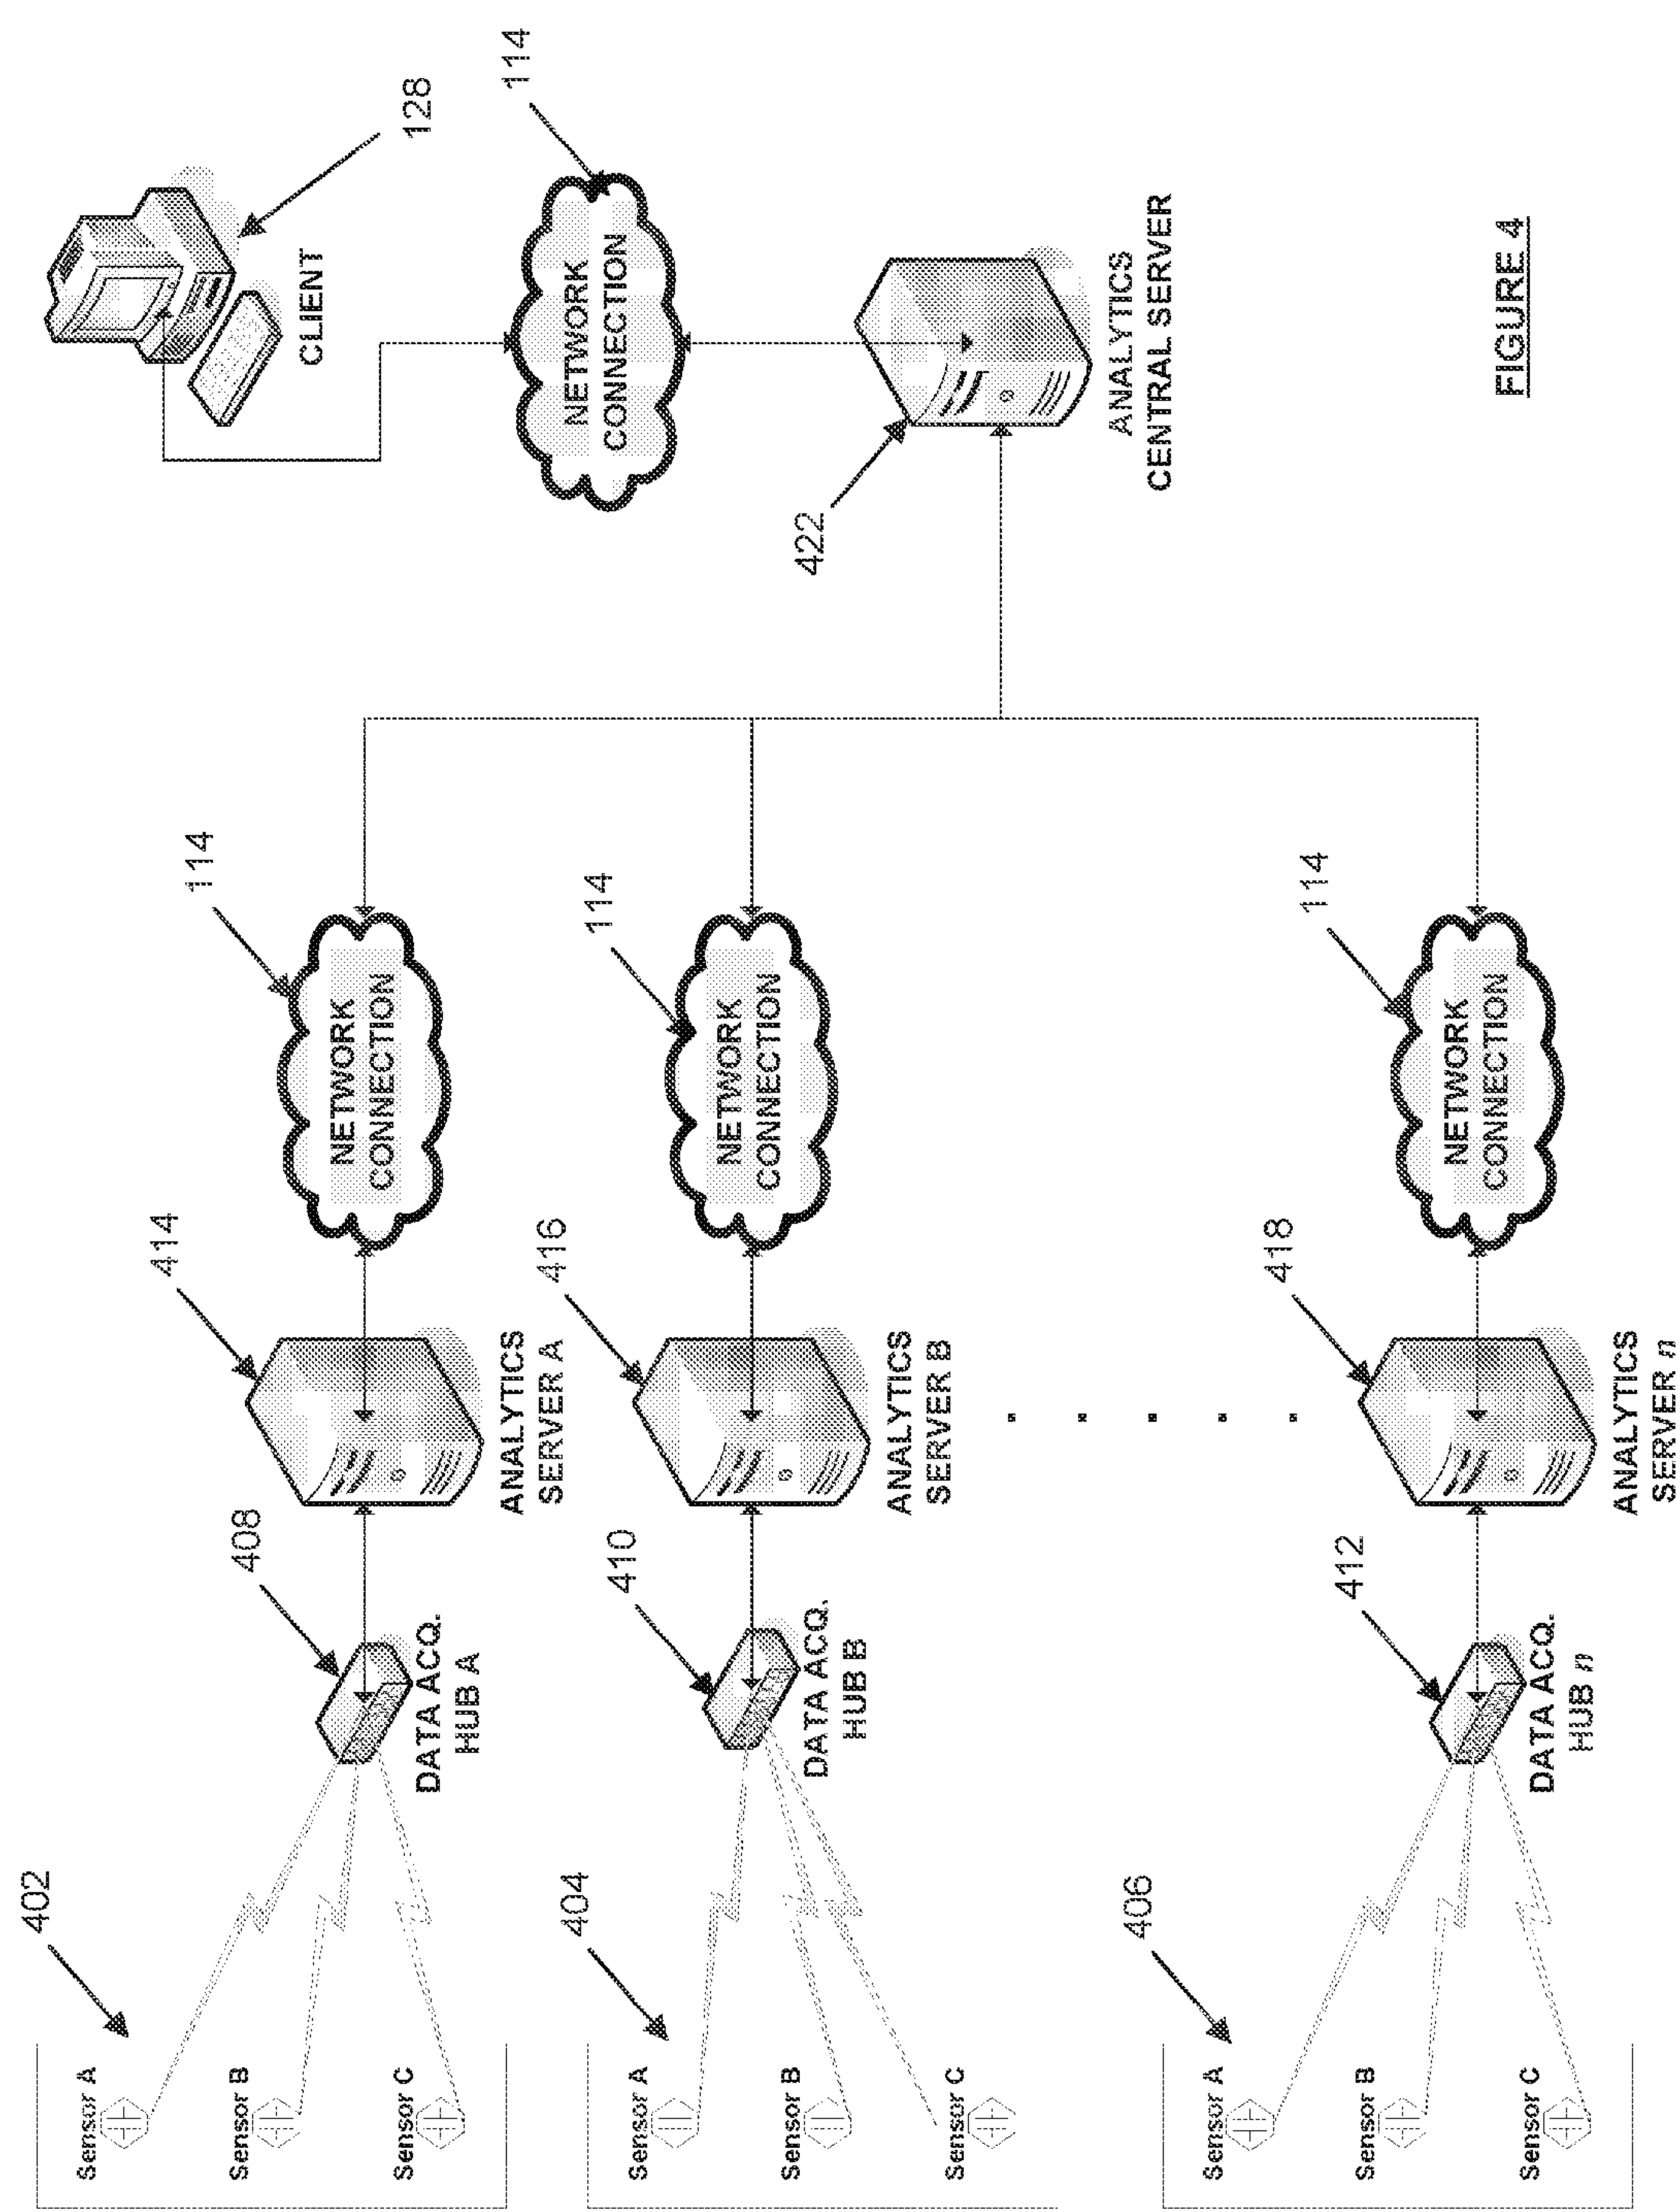 402
Sensor A
Sensor B
Sensor C
408
DATA ACQ.
HUB A
414
ANALYTICS
SERVER A
114
NETWORK
CONNECTION
404
Sensor A
Sensor B
Sensor C
410
DATA ACQ.
HUB B
416
ANALYTICS
SERVER B
114
NETWORK
CONNECTION
406
Sensor A
Sensor B
Sensor C
412
DATA ACQ.
HUB n
418
ANALYTICS
SERVER n
114
NETWORK
CONNECTION
128
CLIENT
114
NETWORK
CONNECTION
422
ANALYTICS
CENTRAL SERVER
FIGURE 4